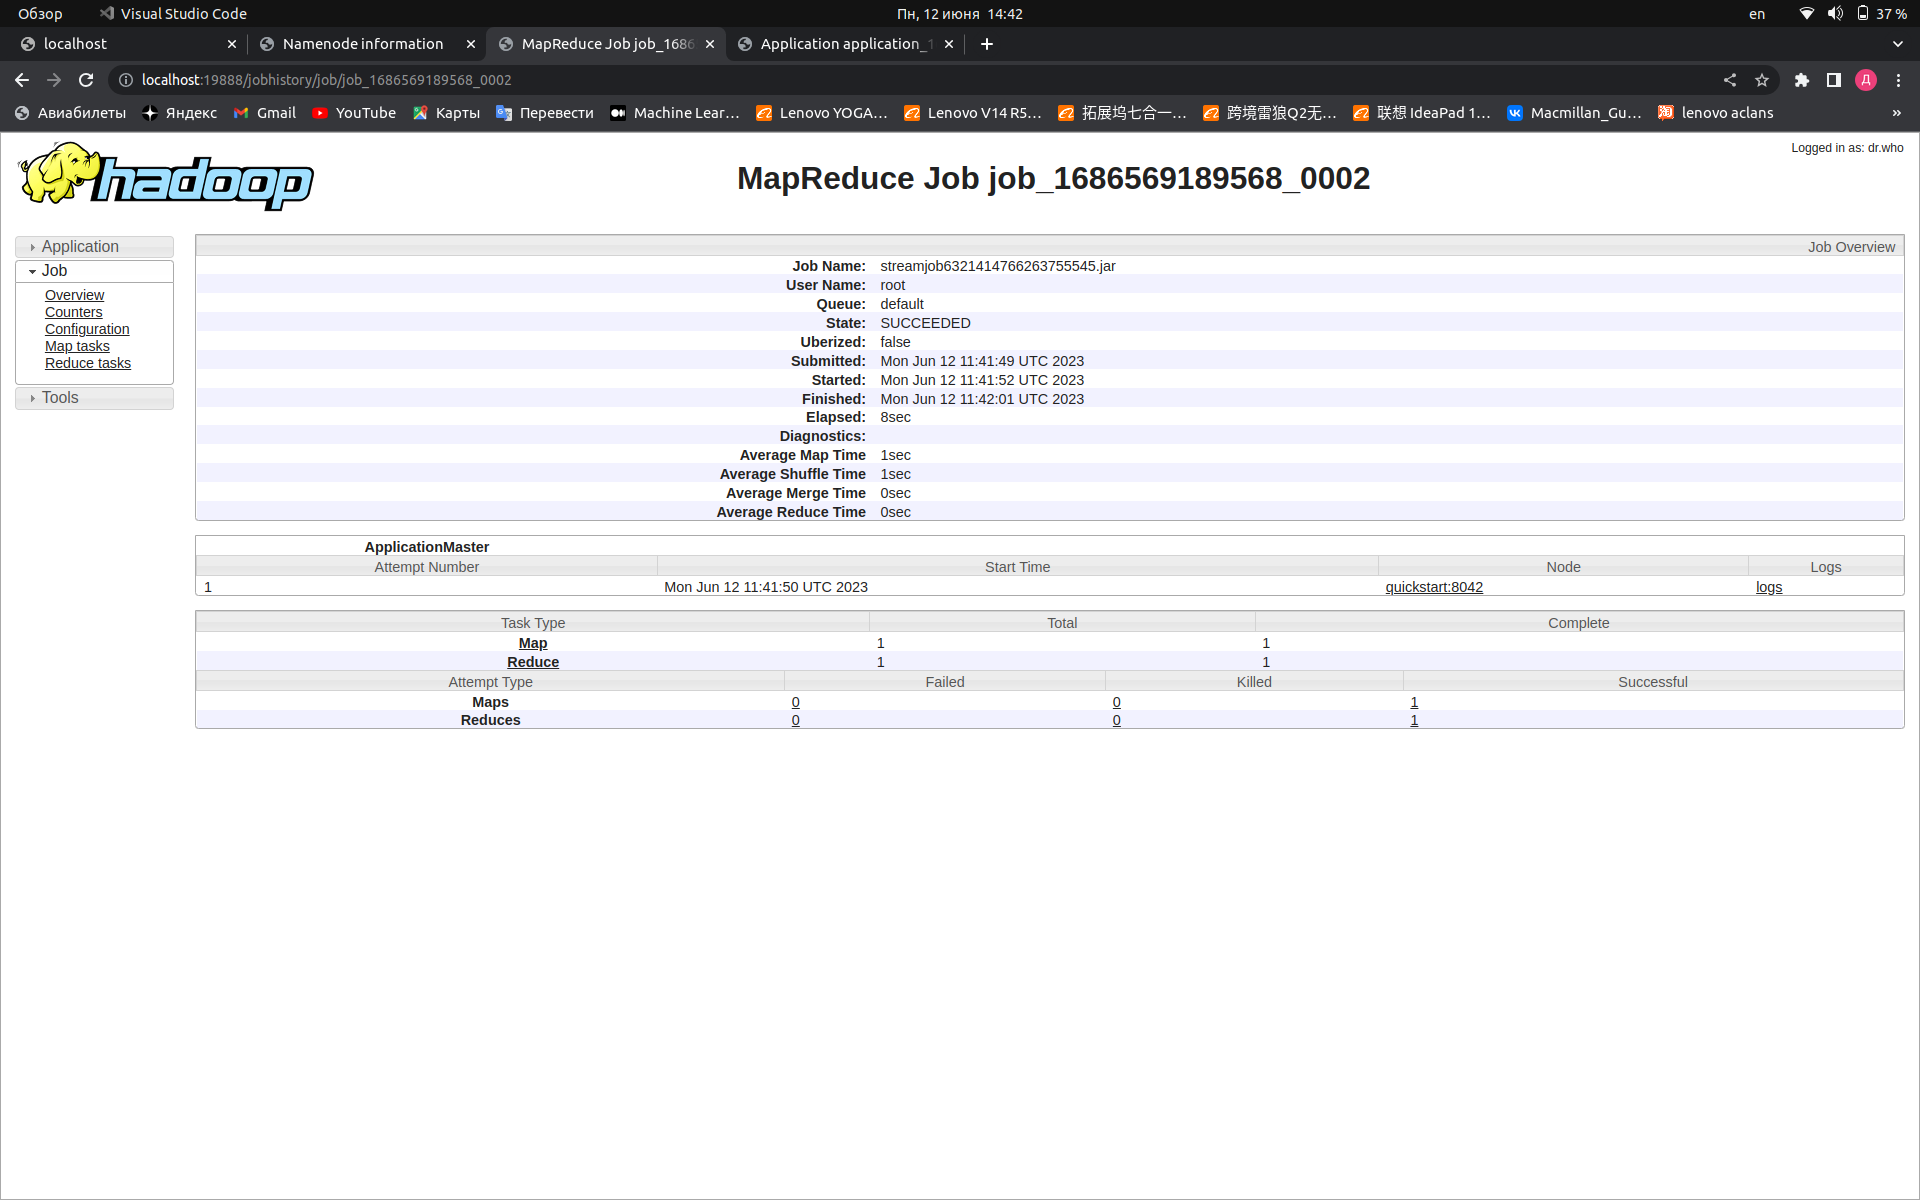 Обзор Visual Studio Code Пн, 12 июня 14:42 en 37 %
localhost Namenode information MapReduce Job job_1686 Application application_1
localhost:19888/jobhistory/job/job_1686569189568_0002 Д
Авиабилеты Яндекс Gmail YouTube Карты Перевести Machine Lear… Lenovo YOGA… Lenovo V14 R5… 拓展坞七合一… 跨境雷狼Q2无… 联想 IdeaPad 1… Macmillan_Gu… lenovo aclans »
Logged in as: dr.who
hadoop
MapReduce Job job_1686569189568_0002
Application
Job
Overview
Counters
Configuration
Map tasks
Reduce tasks
Tools
Job Overview
Job Name: streamjob6321414766263755545.jar
User Name: root
Queue: default
State: SUCCEEDED
Uberized: false
Submitted: Mon Jun 12 11:41:49 UTC 2023
Started: Mon Jun 12 11:41:52 UTC 2023
Finished: Mon Jun 12 11:42:01 UTC 2023
Elapsed: 8sec
Diagnostics:
Average Map Time 1sec
Average Shuffle Time 1sec
Average Merge Time 0sec
Average Reduce Time 0sec
ApplicationMaster
Attempt Number Start Time Node Logs
1 Mon Jun 12 11:41:50 UTC 2023 quickstart:8042 logs
Task Type Total Complete
Map 1 1
Reduce 1 1
Attempt Type Failed Killed Successful
Maps 0 0 1
Reduces 0 0 1